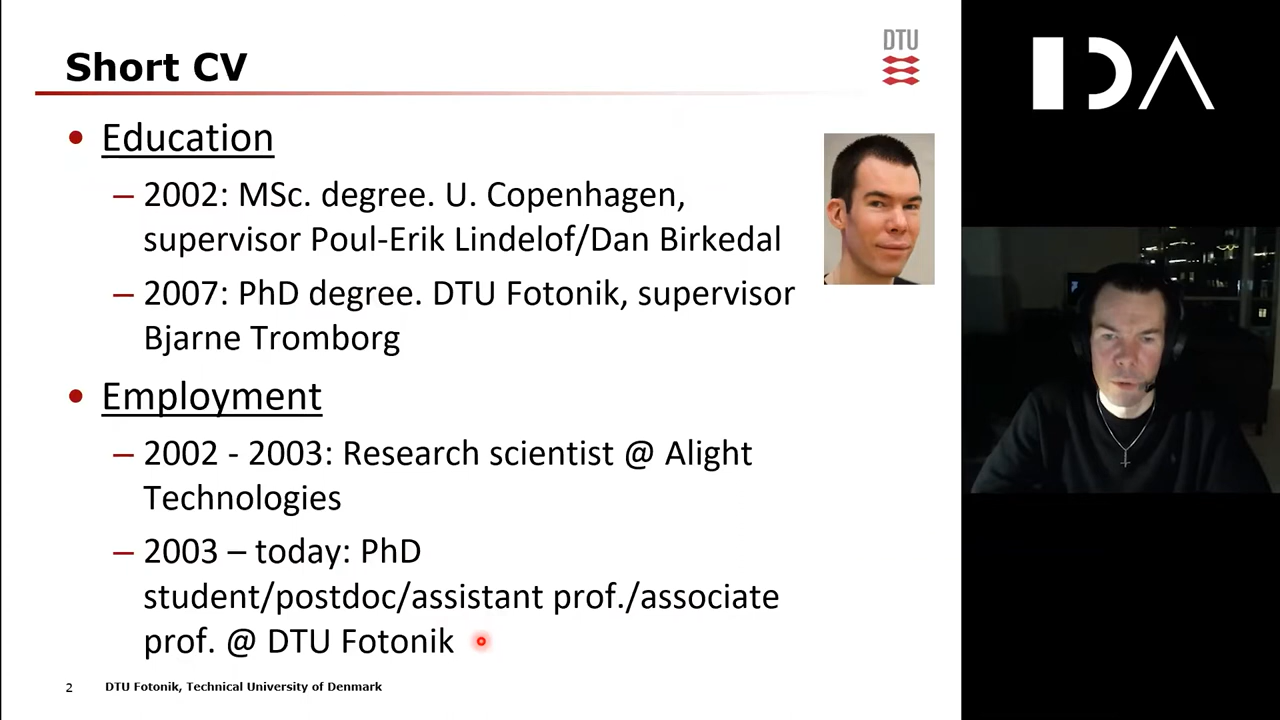 Short CV
DTU
IDA
• Education
– 2002: MSc. degree. U. Copenhagen,
supervisor Poul-Erik Lindelof/Dan Birkedal
– 2007: PhD degree. DTU Fotonik, supervisor
Bjarne Tromborg
• Employment
– 2002 - 2003: Research scientist @ Alight
Technologies
– 2003 – today: PhD
student/postdoc/assistant prof./associate
prof. @ DTU Fotonik
2 DTU Fotonik, Technical University of Denmark